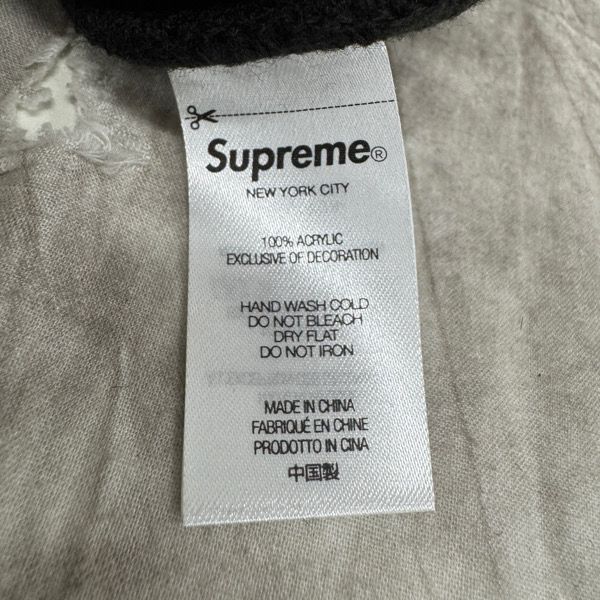 Supreme®
NEW YORK CITY
100% ACRYLIC
EXCLUSIVE OF DECORATION
HAND WASH COLD
DO NOT BLEACH
DRY FLAT
DO NOT IRON
MADE IN CHINA
FABRIQUÉ EN CHINE
PRODOTTO IN CINA
中国製